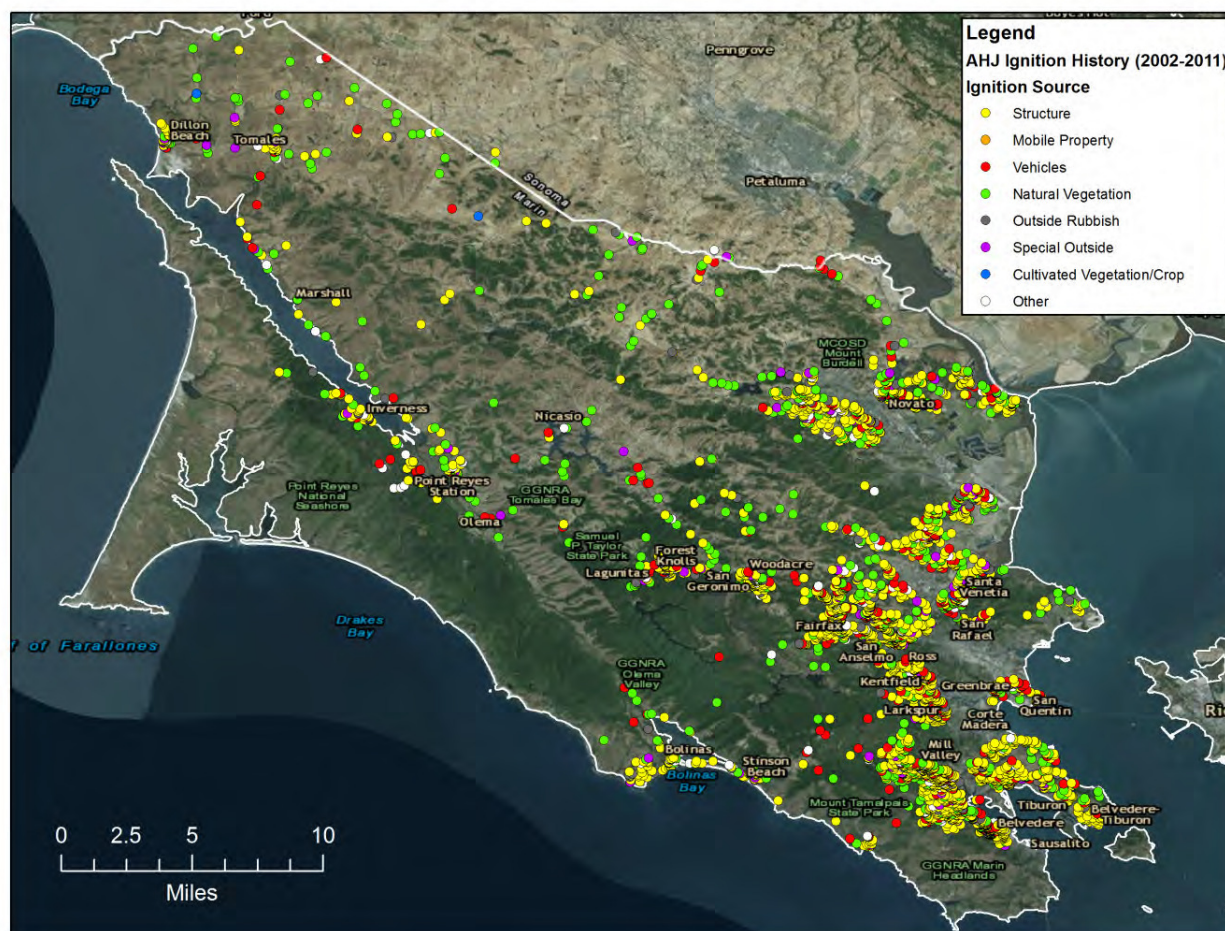 Legend
AHJ Ignition History (2002-2011)
Ignition Source
Structure
Mobile Property
Vehicles
Natural Vegetation
Outside Rubbish
Special Outside
Cultivated Vegetation/Crop
Other
Penngrove
Bodega
Bay
Dillon
Beach
Tomales
Petaluma
Sonoma
Marin
Marshall
MCOSD
Mount
Burdell
Novato
Inverness
Nicasio
Point Reyes
Station
Point Reyes
National
Seashore
GGNRA
Tomales Bay
Olema
Samuel
P. Taylor
State Park
Forest
Knolls
Lagunitas
San
Geronimo
Woodacre
Santa
Venetia
San
Rafael
Drakes
Bay
of Farallones
Fairfax
San
Anselmo
Ross
GGNRA
Olema
Valley
Kentfield
Greenbrae
San
Quentin
Larkspur
Corte
Madera
Mill
Valley
Bolinas
Bolinas
Bay
Stinson
Beach
Mount Tamalpais
State Park
Tiburon
Belvedere-
Tiburon
Belvedere
Sausalito
GGNRA Marin
Headlands
0 2.5 5 10
Miles